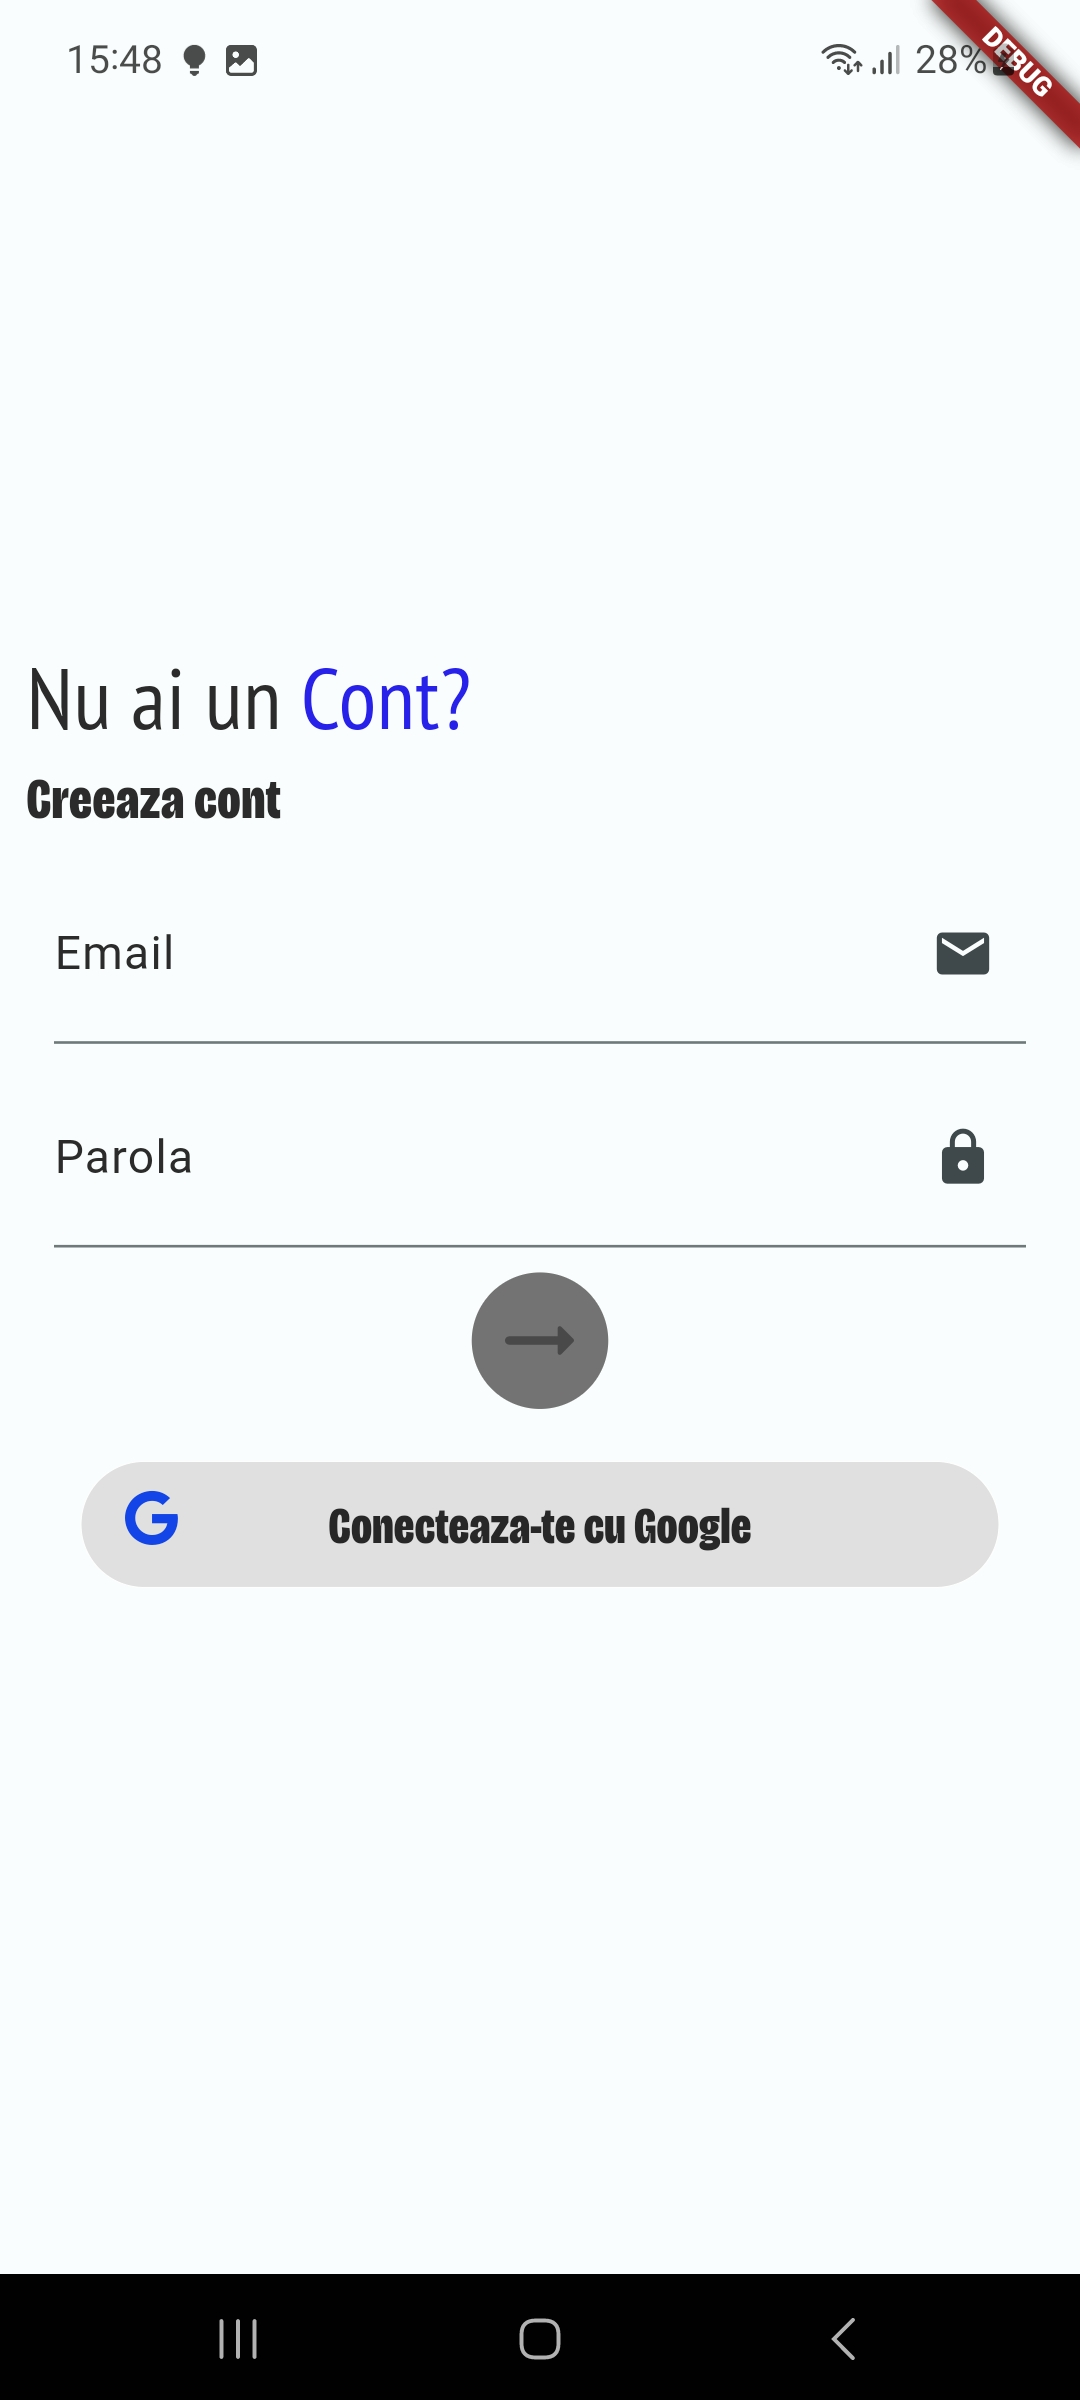 15:48 28%
DEBUG
Nu ai un Cont?
Creeaza cont
Email
Parola
Conecteaza-te cu Google